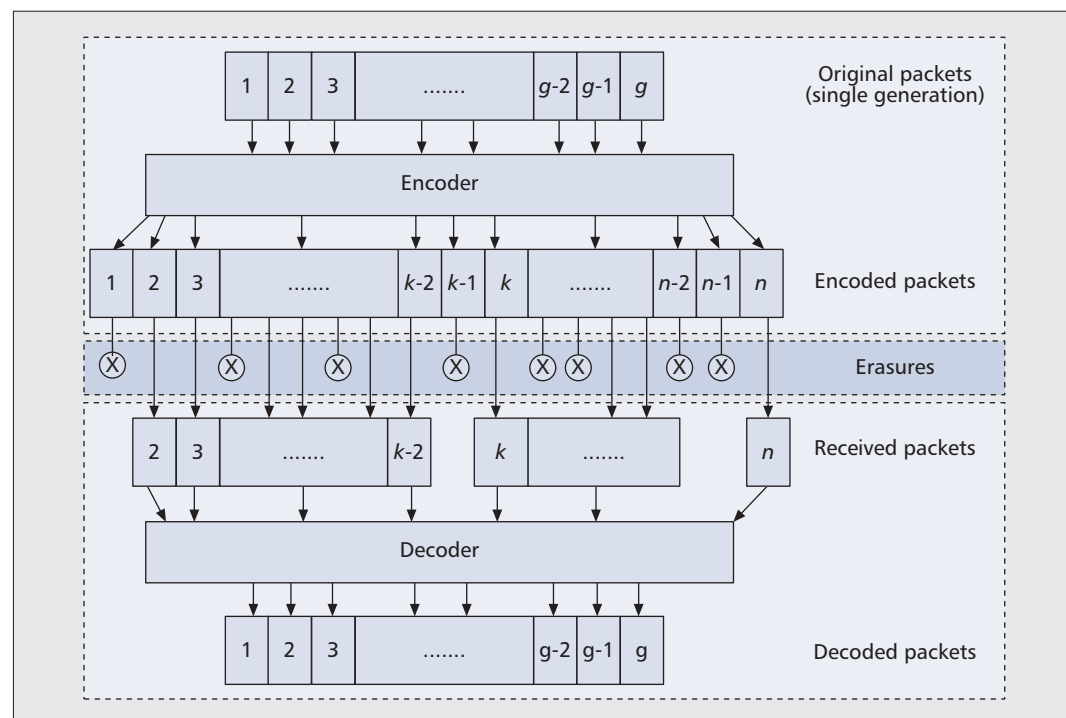 1 2 3 ....... g-2 g-1 g
Original packets
(single generation)
Encoder
1 2 3 ....... k-2 k-1 k ....... n-2 n-1 n
Encoded packets
X X X X X X X X
Erasures
2 3 ....... k-2 k ....... n
Received packets
Decoder
1 2 3 ....... g-2 g-1 g
Decoded packets